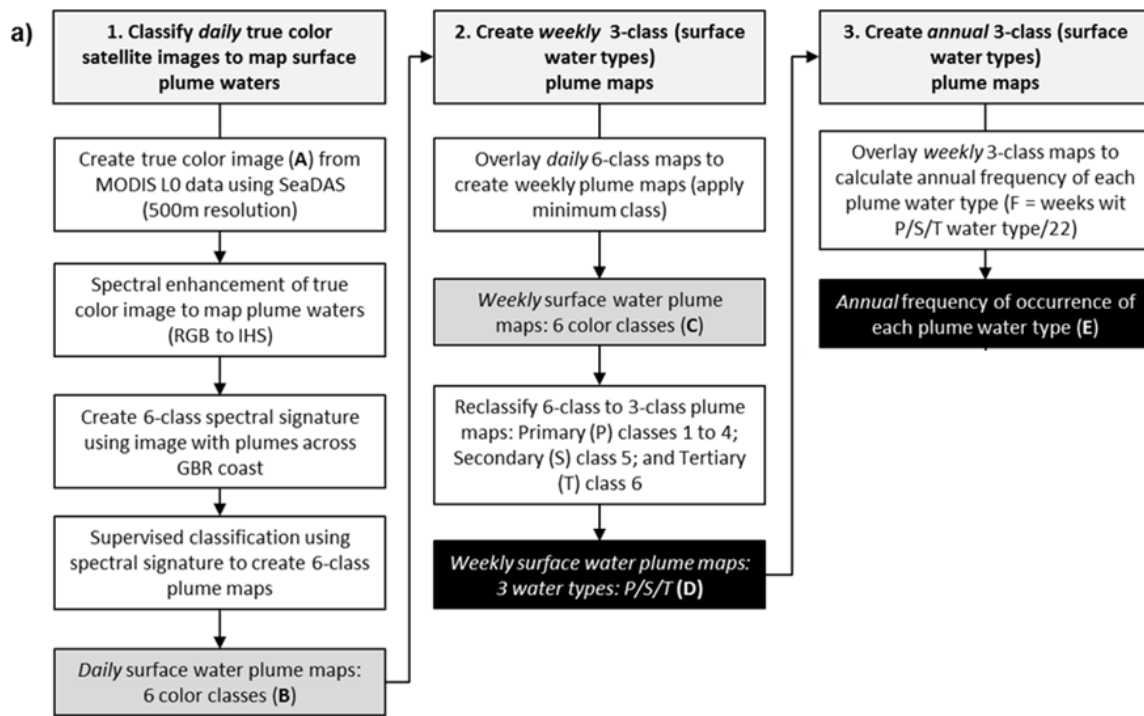 a)
1. Classify daily true color
satellite images to map surface
plume waters
Create true color image (A) from
MODIS L0 data using SeaDAS
(500m resolution)
Spectral enhancement of true
color image to map plume waters
(RGB to IHS)
Create 6-class spectral signature
using image with plumes across
GBR coast
Supervised classification using
spectral signature to create 6-class
plume maps
Daily surface water plume maps:
6 color classes (B)
2. Create weekly 3-class (surface
water types)
plume maps
Overlay daily 6-class maps to
create weekly plume maps (apply
minimum class)
Weekly surface water plume
maps: 6 color classes (C)
Reclassify 6-class to 3-class plume
maps: Primary (P) classes 1 to 4;
Secondary (S) class 5; and Tertiary
(T) class 6
Weekly surface water plume maps:
3 water types: P/S/T (D)
3. Create annual 3-class (surface
water types)
plume maps
Overlay weekly 3-class maps to
calculate annual frequency of each
plume water type (F = weeks wit
P/S/T water type/22)
Annual frequency of occurrence of
each plume water type (E)